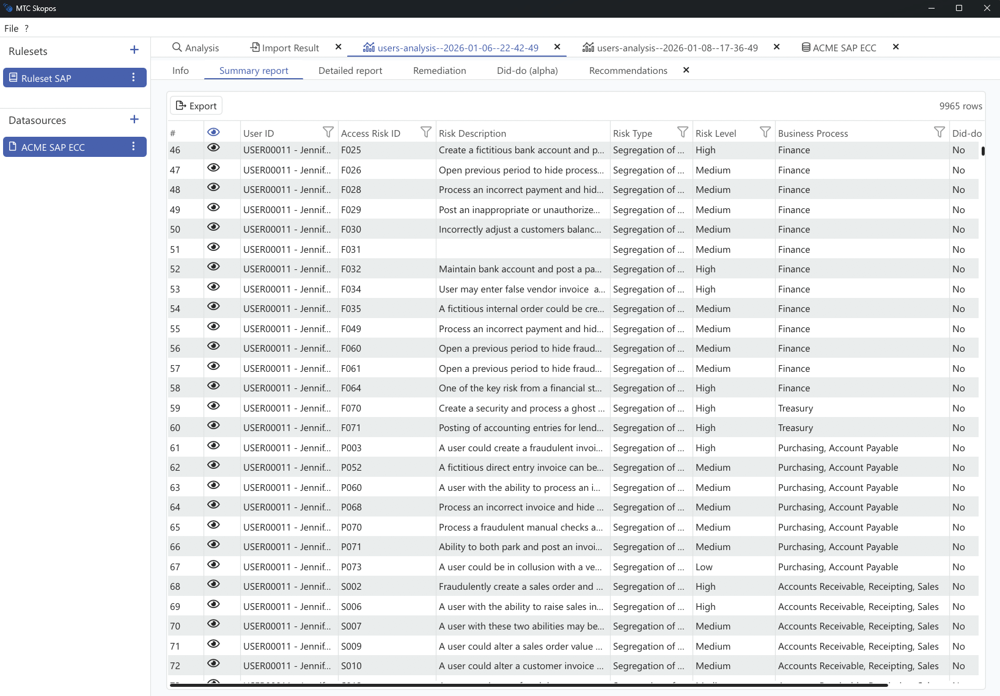 MTC Skopos
File ?
Rulesets +
Ruleset SAP
Datasources +
ACME SAP ECC
Analysis Import Result users-analysis--2026-01-06--22-42-49 users-analysis--2026-01-08--17-36-49 ACME SAP ECC
Info Summary report Detailed report Remediation Did-do (alpha) Recommendations
Export 9965 rows
# User ID Access Risk ID Risk Description Risk Type Risk Level Business Process Did-do
46 USER00011 - Jennif... F025 Create a fictitious bank account and p... Segregation of ... High Finance No
47 USER00011 - Jennif... F026 Open previous period to hide process... Segregation of ... Medium Finance No
48 USER00011 - Jennif... F028 Process an incorrect payment and hid... Segregation of ... Medium Finance No
49 USER00011 - Jennif... F029 Post an inappropriate or unauthorize... Segregation of ... Medium Finance No
50 USER00011 - Jennif... F030 Incorrectly adjust a customers balanc... Segregation of ... Medium Finance No
51 USER00011 - Jennif... F031 Segregation of ... Medium Finance No
52 USER00011 - Jennif... F032 Maintain bank account and post a pa... Segregation of ... High Finance No
53 USER00011 - Jennif... F034 User may enter false vendor invoice a... Segregation of ... High Finance No
54 USER00011 - Jennif... F035 A fictitious internal order could be cre... Segregation of ... Medium Finance No
55 USER00011 - Jennif... F049 Process an incorrect payment and hid... Segregation of ... Medium Finance No
56 USER00011 - Jennif... F060 Open a previous period to hide fraud... Segregation of ... Medium Finance No
57 USER00011 - Jennif... F061 Open a previous period to hide fraud... Segregation of ... Medium Finance No
58 USER00011 - Jennif... F064 One of the key risk from a financial st... Segregation of ... High Finance No
59 USER00011 - Jennif... F070 Create a security and process a ghost ... Segregation of ... High Treasury No
60 USER00011 - Jennif... F071 Posting of accounting entries for lend... Segregation of ... High Treasury No
61 USER00011 - Jennif... P003 A user could create a fraudulent invoi... Segregation of ... High Purchasing, Account Payable No
62 USER00011 - Jennif... P052 A fictitious direct entry invoice can be... Segregation of ... Medium Purchasing, Account Payable No
63 USER00011 - Jennif... P060 A user with the ability to process an i... Segregation of ... Medium Purchasing, Account Payable No
64 USER00011 - Jennif... P068 Process an incorrect invoice and hide ... Segregation of ... Medium Purchasing, Account Payable No
65 USER00011 - Jennif... P070 Process a fraudulent manual checks a... Segregation of ... Medium Purchasing, Account Payable No
66 USER00011 - Jennif... P071 Ability to both park and post an invoi... Segregation of ... Medium Purchasing, Account Payable No
67 USER00011 - Jennif... P073 A user could be in collusion with a ve... Segregation of ... Low Purchasing, Account Payable No
68 USER00011 - Jennif... S002 Fraudulently create a sales order and ... Segregation of ... High Accounts Receivable, Receipting, Sales No
69 USER00011 - Jennif... S006 A user with the ability to raise sales in... Segregation of ... High Accounts Receivable, Receipting, Sales No
70 USER00011 - Jennif... S007 A user with these two abilities may be... Segregation of ... Medium Accounts Receivable, Receipting, Sales No
71 USER00011 - Jennif... S009 A user could alter a sales order value ... Segregation of ... Medium Accounts Receivable, Receipting, Sales No
72 USER00011 - Jennif... S010 A user could alter a customer invoice ... Segregation of ... Medium Accounts Receivable, Receipting, Sales No